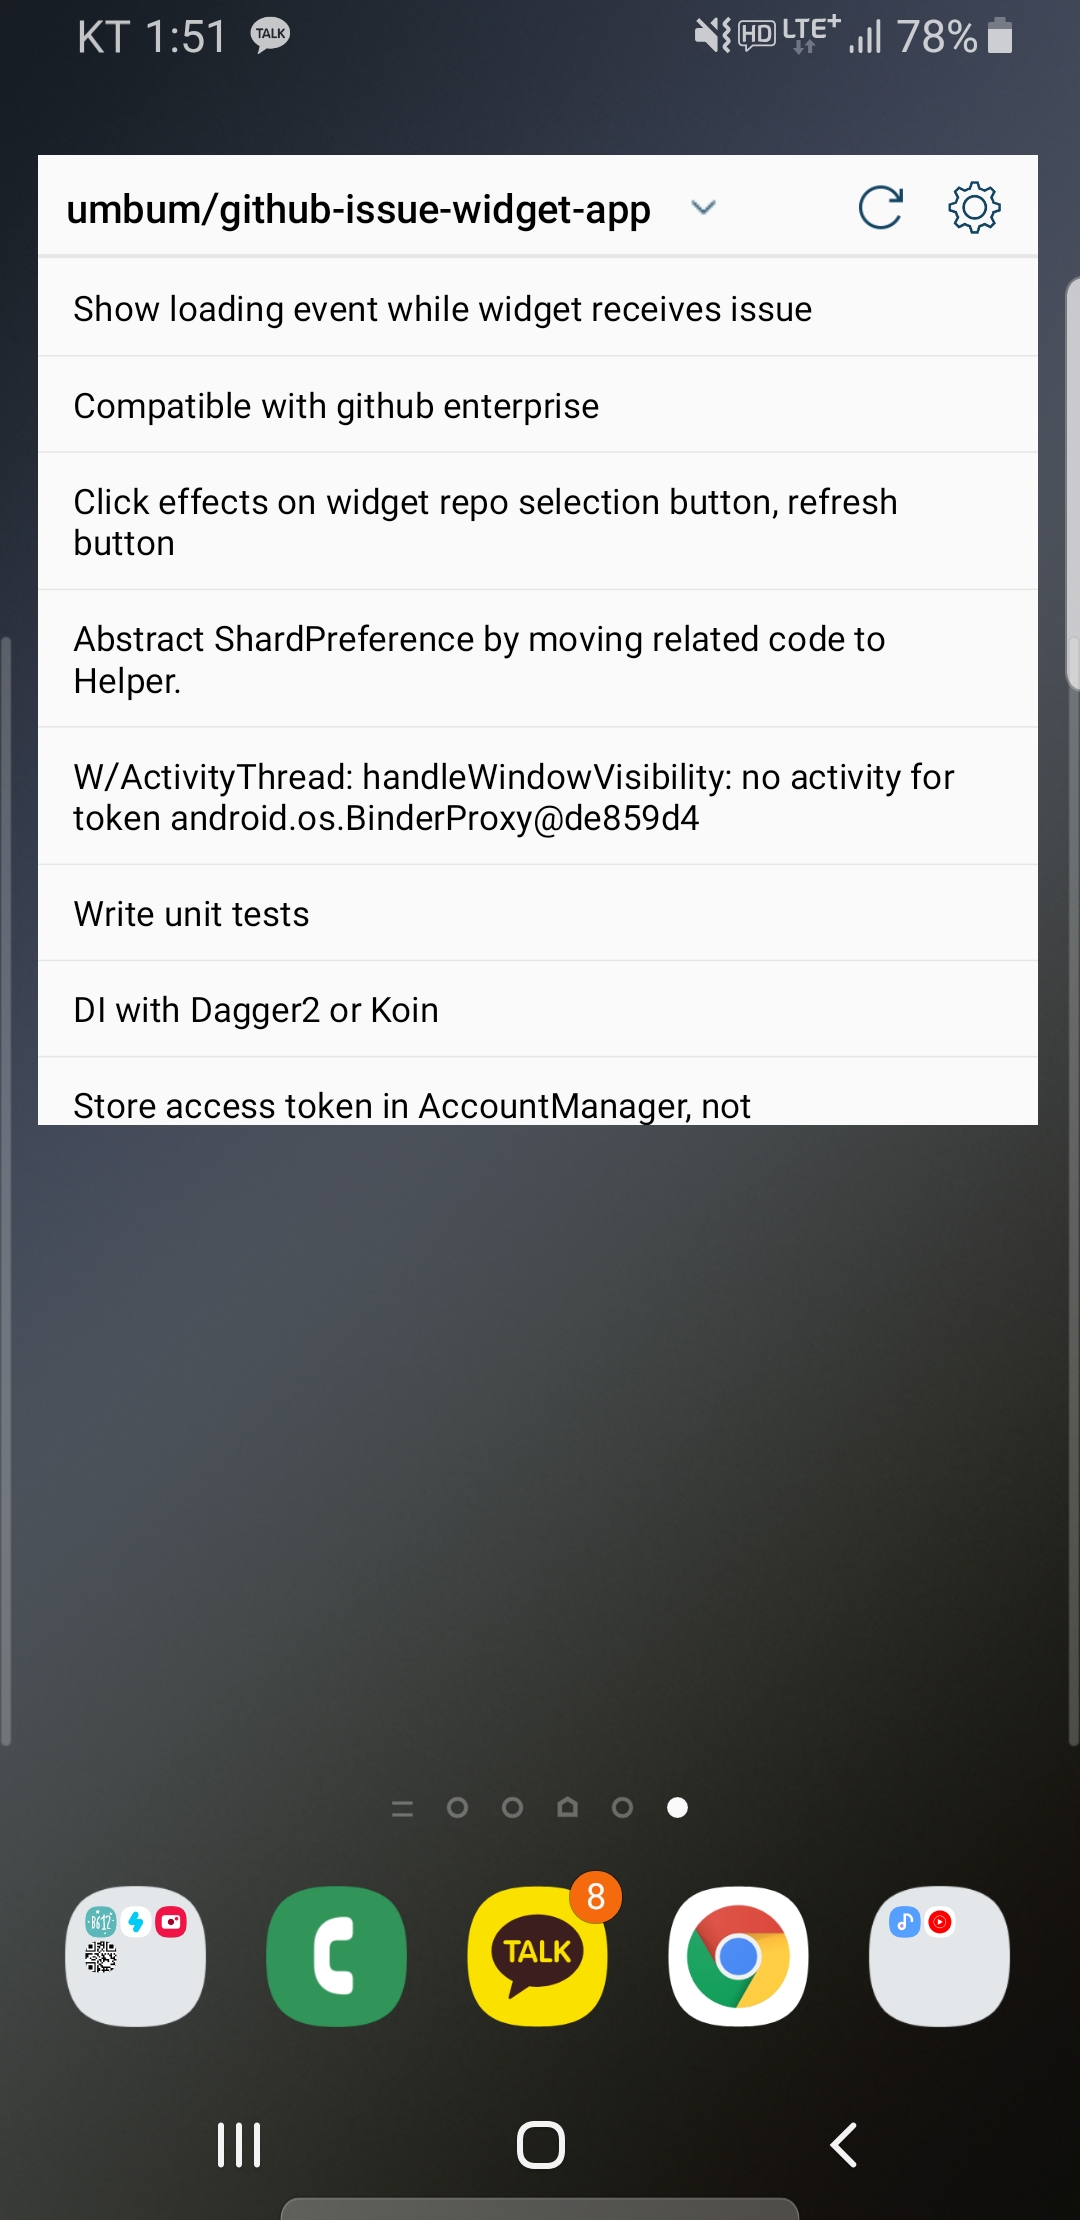 KT 1:51 TALK HD LTE+ 78%
umbum/github-issue-widget-app
Show loading event while widget receives issue
Compatible with github enterprise
Click effects on widget repo selection button, refresh
button
Abstract ShardPreference by moving related code to
Helper.
W/ActivityThread: handleWindowVisibility: no activity for
token android.os.BinderProxy@de859d4
Write unit tests
DI with Dagger2 or Koin
Store access token in AccountManager, not
8
B612
TALK